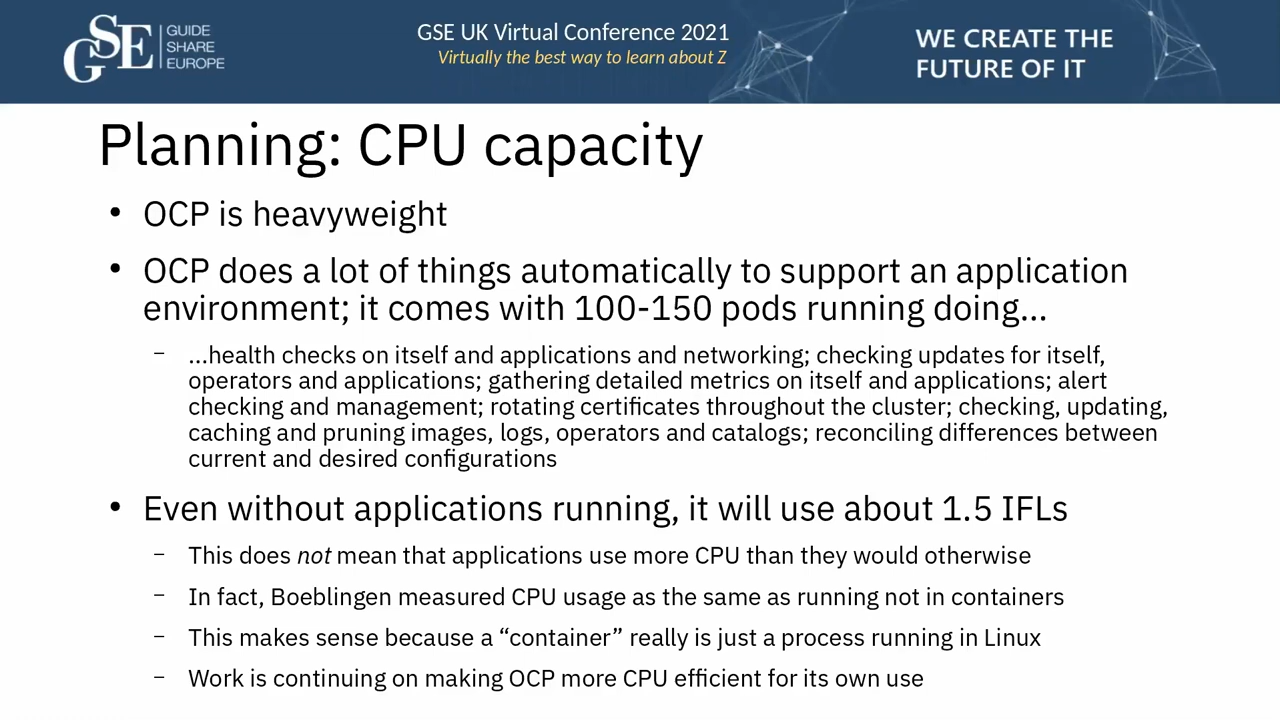 GSE
GUIDE
SHARE
EUROPE
GSE UK Virtual Conference 2021
Virtually the best way to learn about Z
WE CREATE THE
FUTURE OF IT
Planning: CPU capacity
• OCP is heavyweight
• OCP does a lot of things automatically to support an application
environment; it comes with 100-150 pods running doing...
– ...health checks on itself and applications and networking; checking updates for itself,
operators and applications; gathering detailed metrics on itself and applications; alert
checking and management; rotating certificates throughout the cluster; checking, updating,
caching and pruning images, logs, operators and catalogs; reconciling differences between
current and desired configurations
• Even without applications running, it will use about 1.5 IFLs
– This does not mean that applications use more CPU than they would otherwise
– In fact, Boeblingen measured CPU usage as the same as running not in containers
– This makes sense because a “container” really is just a process running in Linux
– Work is continuing on making OCP more CPU efficient for its own use